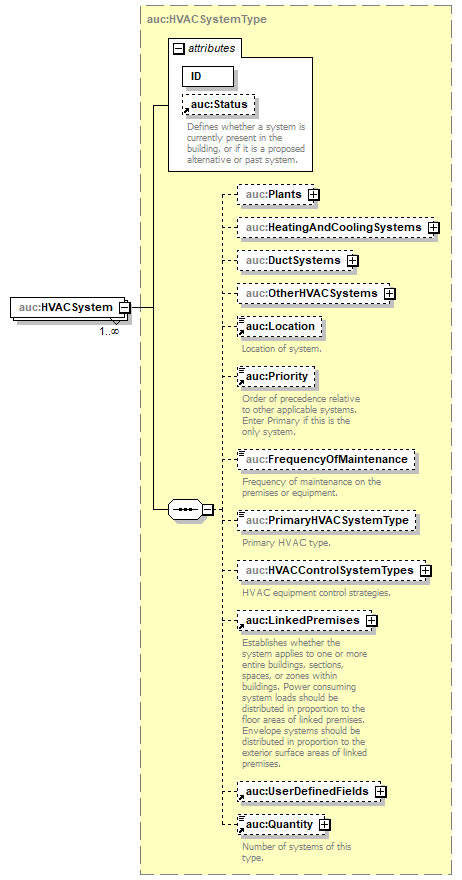 auc:HVACSystemType
attributes
ID
auc:Status
Defines whether a system is
currently present in the
building, or if it is a proposed
alternative or past system.
auc:Plants
auc:HeatingAndCoolingSystems
auc:DuctSystems
auc:OtherHVACSystems
auc:HVACSystem
1..∞
auc:Location
Location of system.
auc:Priority
Order of precedence relative
to other applicable systems.
Enter Primary if this is the
only system.
auc:FrequencyOfMaintenance
Frequency of maintenance on the
premises or equipment.
auc:PrimaryHVACSystemType
Primary HVAC type.
auc:HVACControlSystemTypes
HVAC equipment control strategies.
auc:LinkedPremises
Establishes whether the
system applies to one or more
entire buildings, sections,
spaces, or zones within
buildings. Power consuming
system loads should be
distributed in proportion to the
floor areas of linked premises.
Envelope systems should be
distributed in proportion to the
exterior surface areas of linked
premises.
auc:UserDefinedFields
auc:Quantity
Number of systems of this
type.